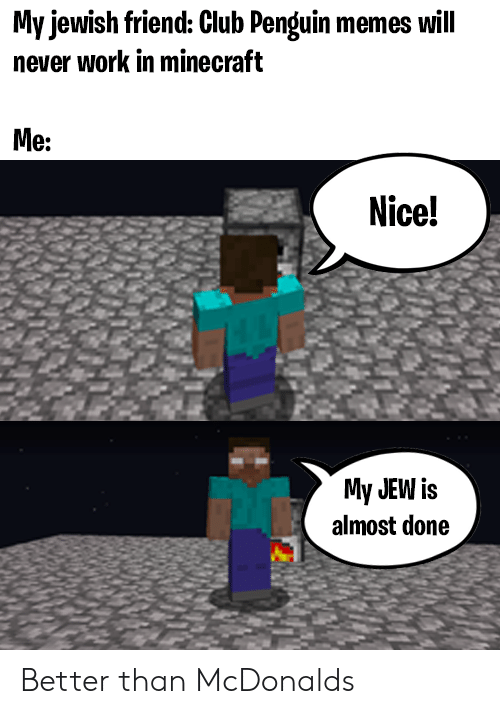 My jewish friend: Club Penguin memes will
never work in minecraft
Me:
Nice!
My JEW is
almost done
Better than McDonalds